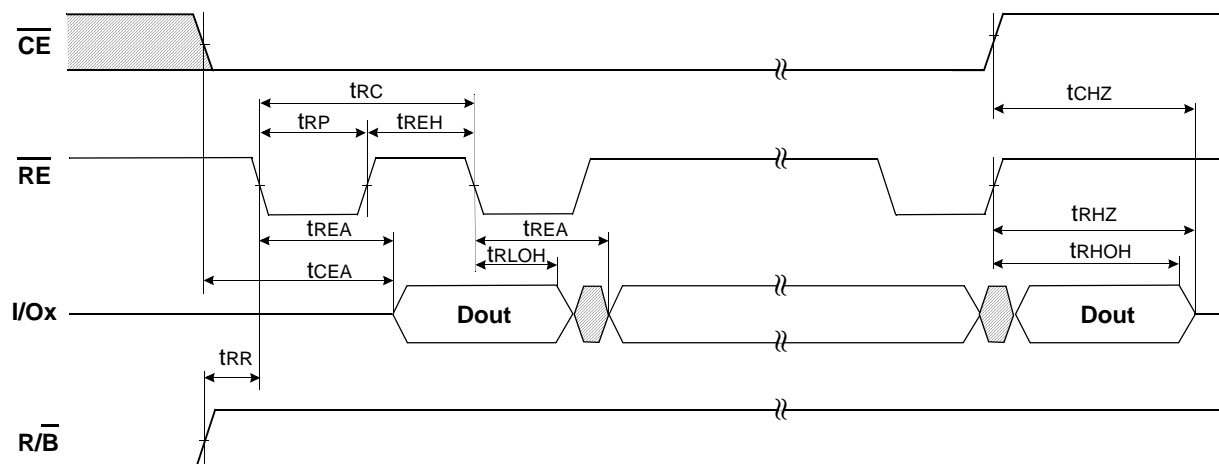 CE
tRC
tCHZ
tRP
tREH
RE
tREA
tREA
tRHZ
tRLOH
tCEA
tRHOH
I/Ox
Dout
Dout
tRR
R/B